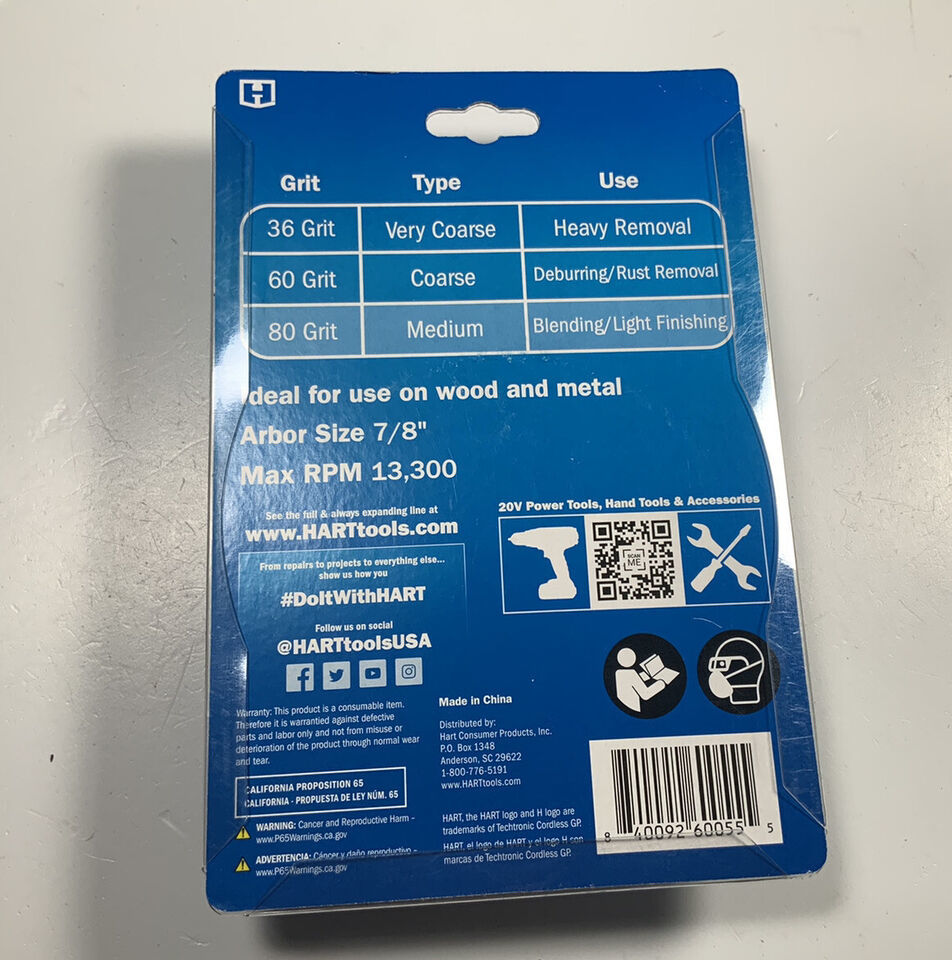 H
Grit Type Use
36 Grit Very Coarse Heavy Removal
60 Grit Coarse Deburring/Rust Removal
80 Grit Medium Blending/Light Finishing
Ideal for use on wood and metal
Arbor Size 7/8"
Max RPM 13,300
See the full & always expanding line at
www.HARTtools.com
From repairs to projects to everything else...
show us how you
#DoItWithHART
Follow us on social
@HARTtoolsUSA
20V Power Tools, Hand Tools & Accessories
SCAN
ME
Warranty: This product is a consumable item.
Therefore it is warrantied against defective
parts and labor only and not from misuse or
deterioration of the product through normal wear
and tear.
CALIFORNIA PROPOSITION 65
CALIFORNIA - PROPUESTA DE LEY NÚM. 65
WARNING: Cancer and Reproductive Harm –
www.P65Warnings.ca.gov
ADVERTENCIA: Cáncer y daño reproductivo –
www.P65Warnings.ca.gov
Made in China
Distributed by:
Hart Consumer Products, Inc.
P.O. Box 1348
Anderson, SC 29622
1-800-776-5191
www.HARTtools.com
HART, the HART logo and H logo are
trademarks of Techtronic Cordless GP.
HART, el logo de HART y el logo H son
marcas de Techtronic Cordless GP.
8 40092 60055 5